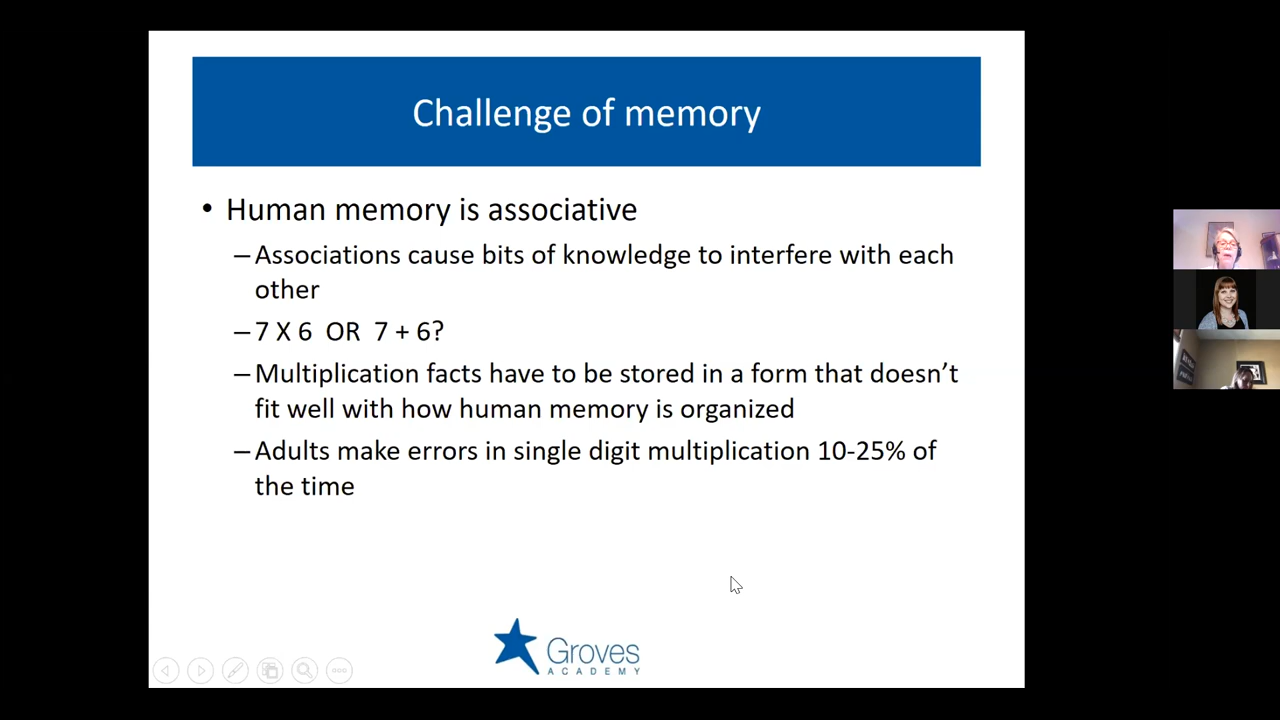 Challenge of memory
• Human memory is associative
–Associations cause bits of knowledge to interfere with each
other
–7 X 6  OR  7 + 6?
–Multiplication facts have to be stored in a form that doesn’t
fit well with how human memory is organized
–Adults make errors in single digit multiplication 10-25% of
the time
Groves
ACADEMY